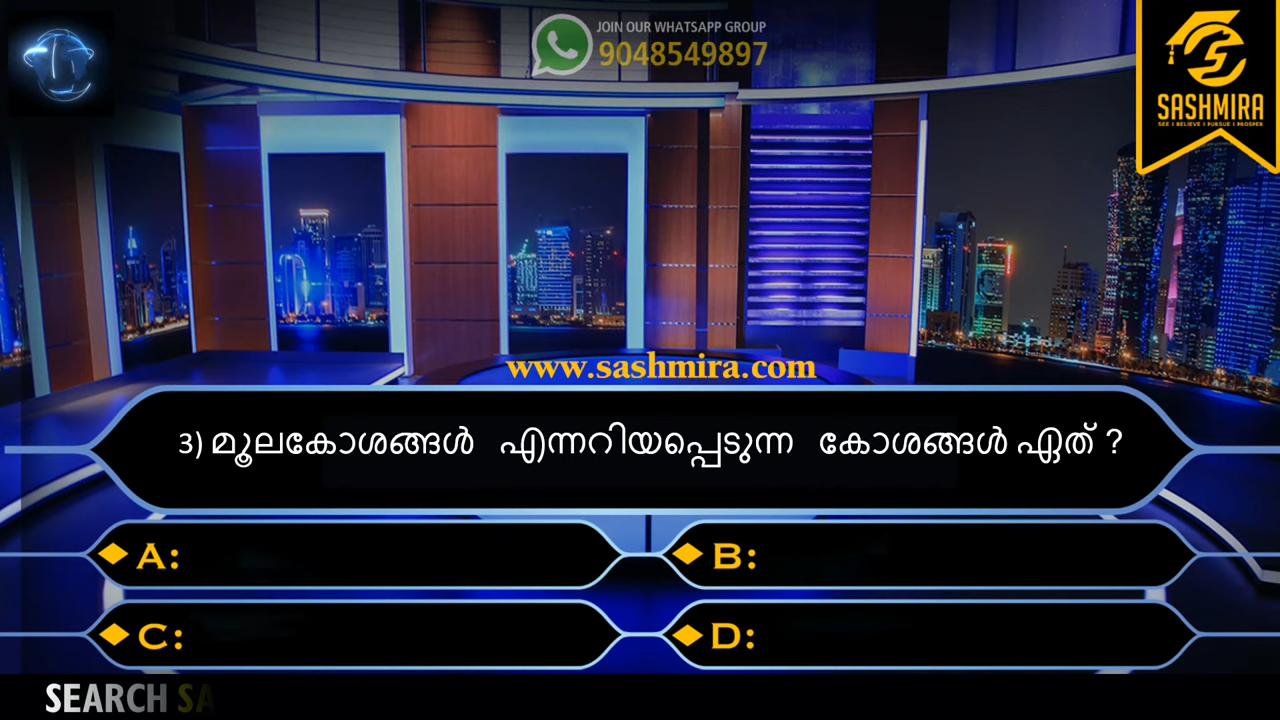 JOIN OUR WHATSAPP GROUP
9048549897
SASHMIRA
SEE I BELIEVE I PURSUE I PROSPER
www.sashmira.com
3) മൂലകോശങ്ങൾ എന്നറിയപ്പെടുന്ന കോശങ്ങൾ ഏത് ?
A:
B:
C:
D:
SEARCH SA